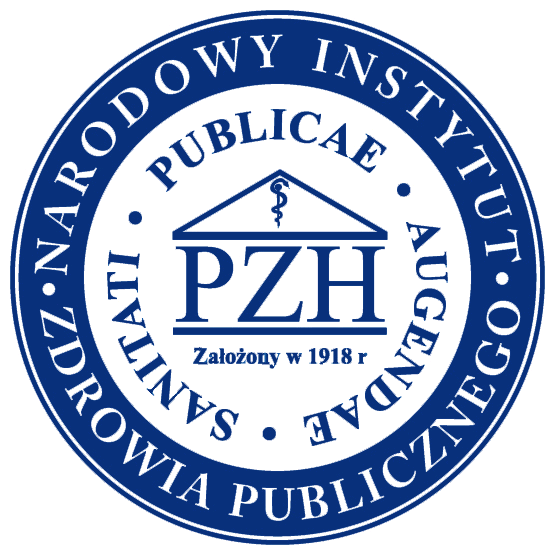 NARODOWY INSTYTUT
ZDROWIA PUBLICZNEGO
SANITATI • PUBLICAE • AUGENDAE
PZH
Założony w 1918 r